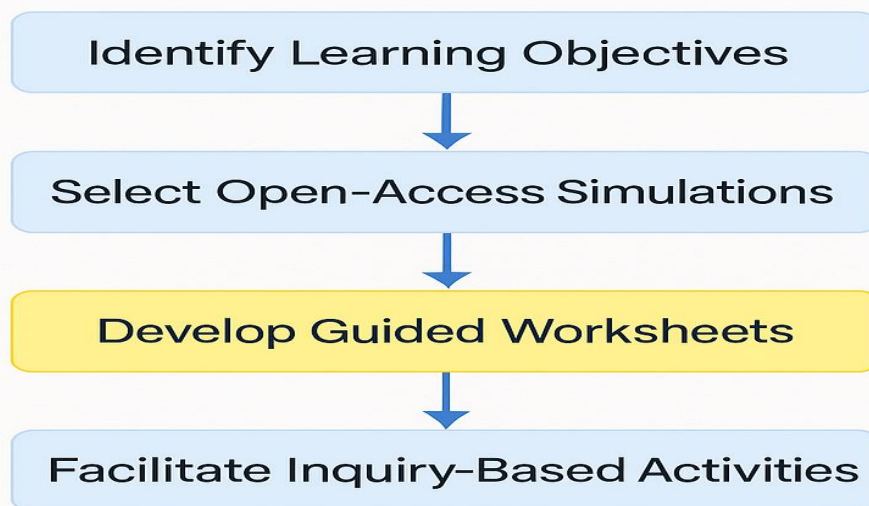 Identify Learning Objectives
Select Open-Access Simulations
Develop Guided Worksheets
Facilitate Inquiry-Based Activities